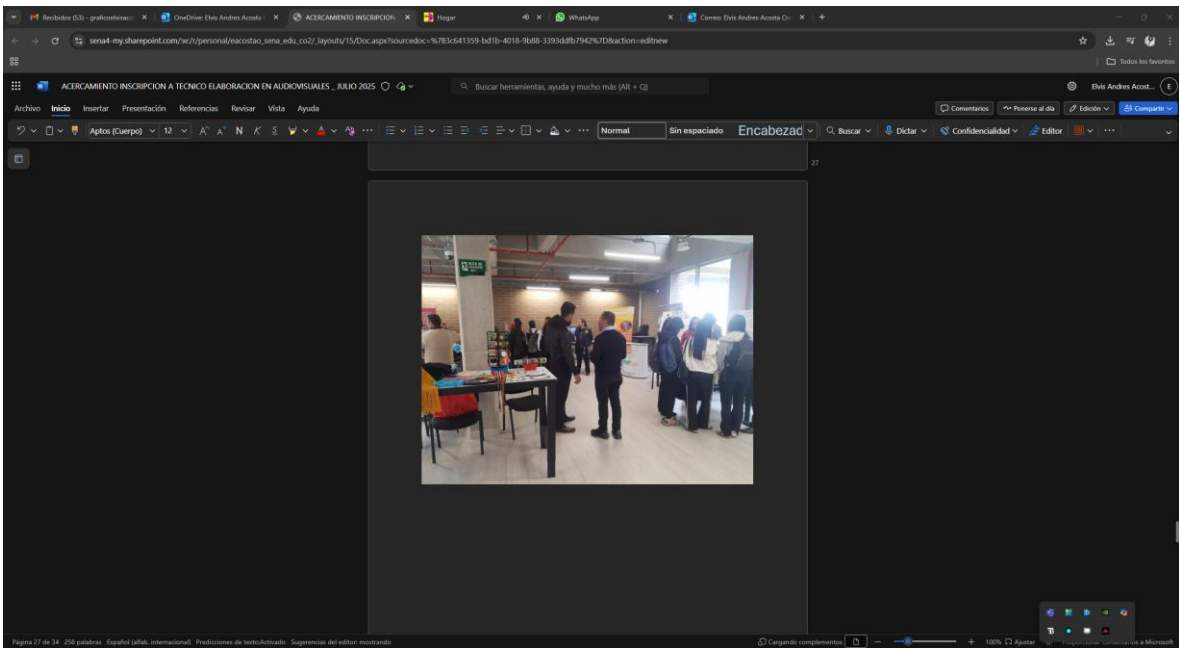 Recibidos (53) - graficoelvisaco
OneDrive: Elvis Andres Acosta
ACERCAMIENTO INSCRIPCION
Hogar
WhatsApp
Correo: Elvis Andres Acosta Os
sena4-my.sharepoint.com/:w:/r/personal/eacostao_sena_edu_co2/_layouts/15/Doc.aspx?sourcedoc=%7B3c641359-bd1b-4018-9b88-3393ddfb7942%7D&action=editnew
Todos los favoritos
ACERCAMIENTO INSCRIPCION A TECNICO ELABORACION EN AUDIOVISUALES _ JULIO 2025
Buscar herramientas, ayuda y mucho más (Alt + Q)
Elvis Andres Acost... E
Archivo Inicio Insertar Presentación Referencias Revisar Vista Ayuda
Comentarios Ponerse al día Edición Compartir
Aptos (Cuerpo) 12 N K S Normal Sin espaciado Encabezad Buscar Dictar Confidencialidad Editor
27
Página 27 de 34 258 palabras Español (alfab. internacional) Predicciones de texto: Activado Sugerencias del editor: mostrando
Cargando complementos 100% Ajustar
a Microsoft